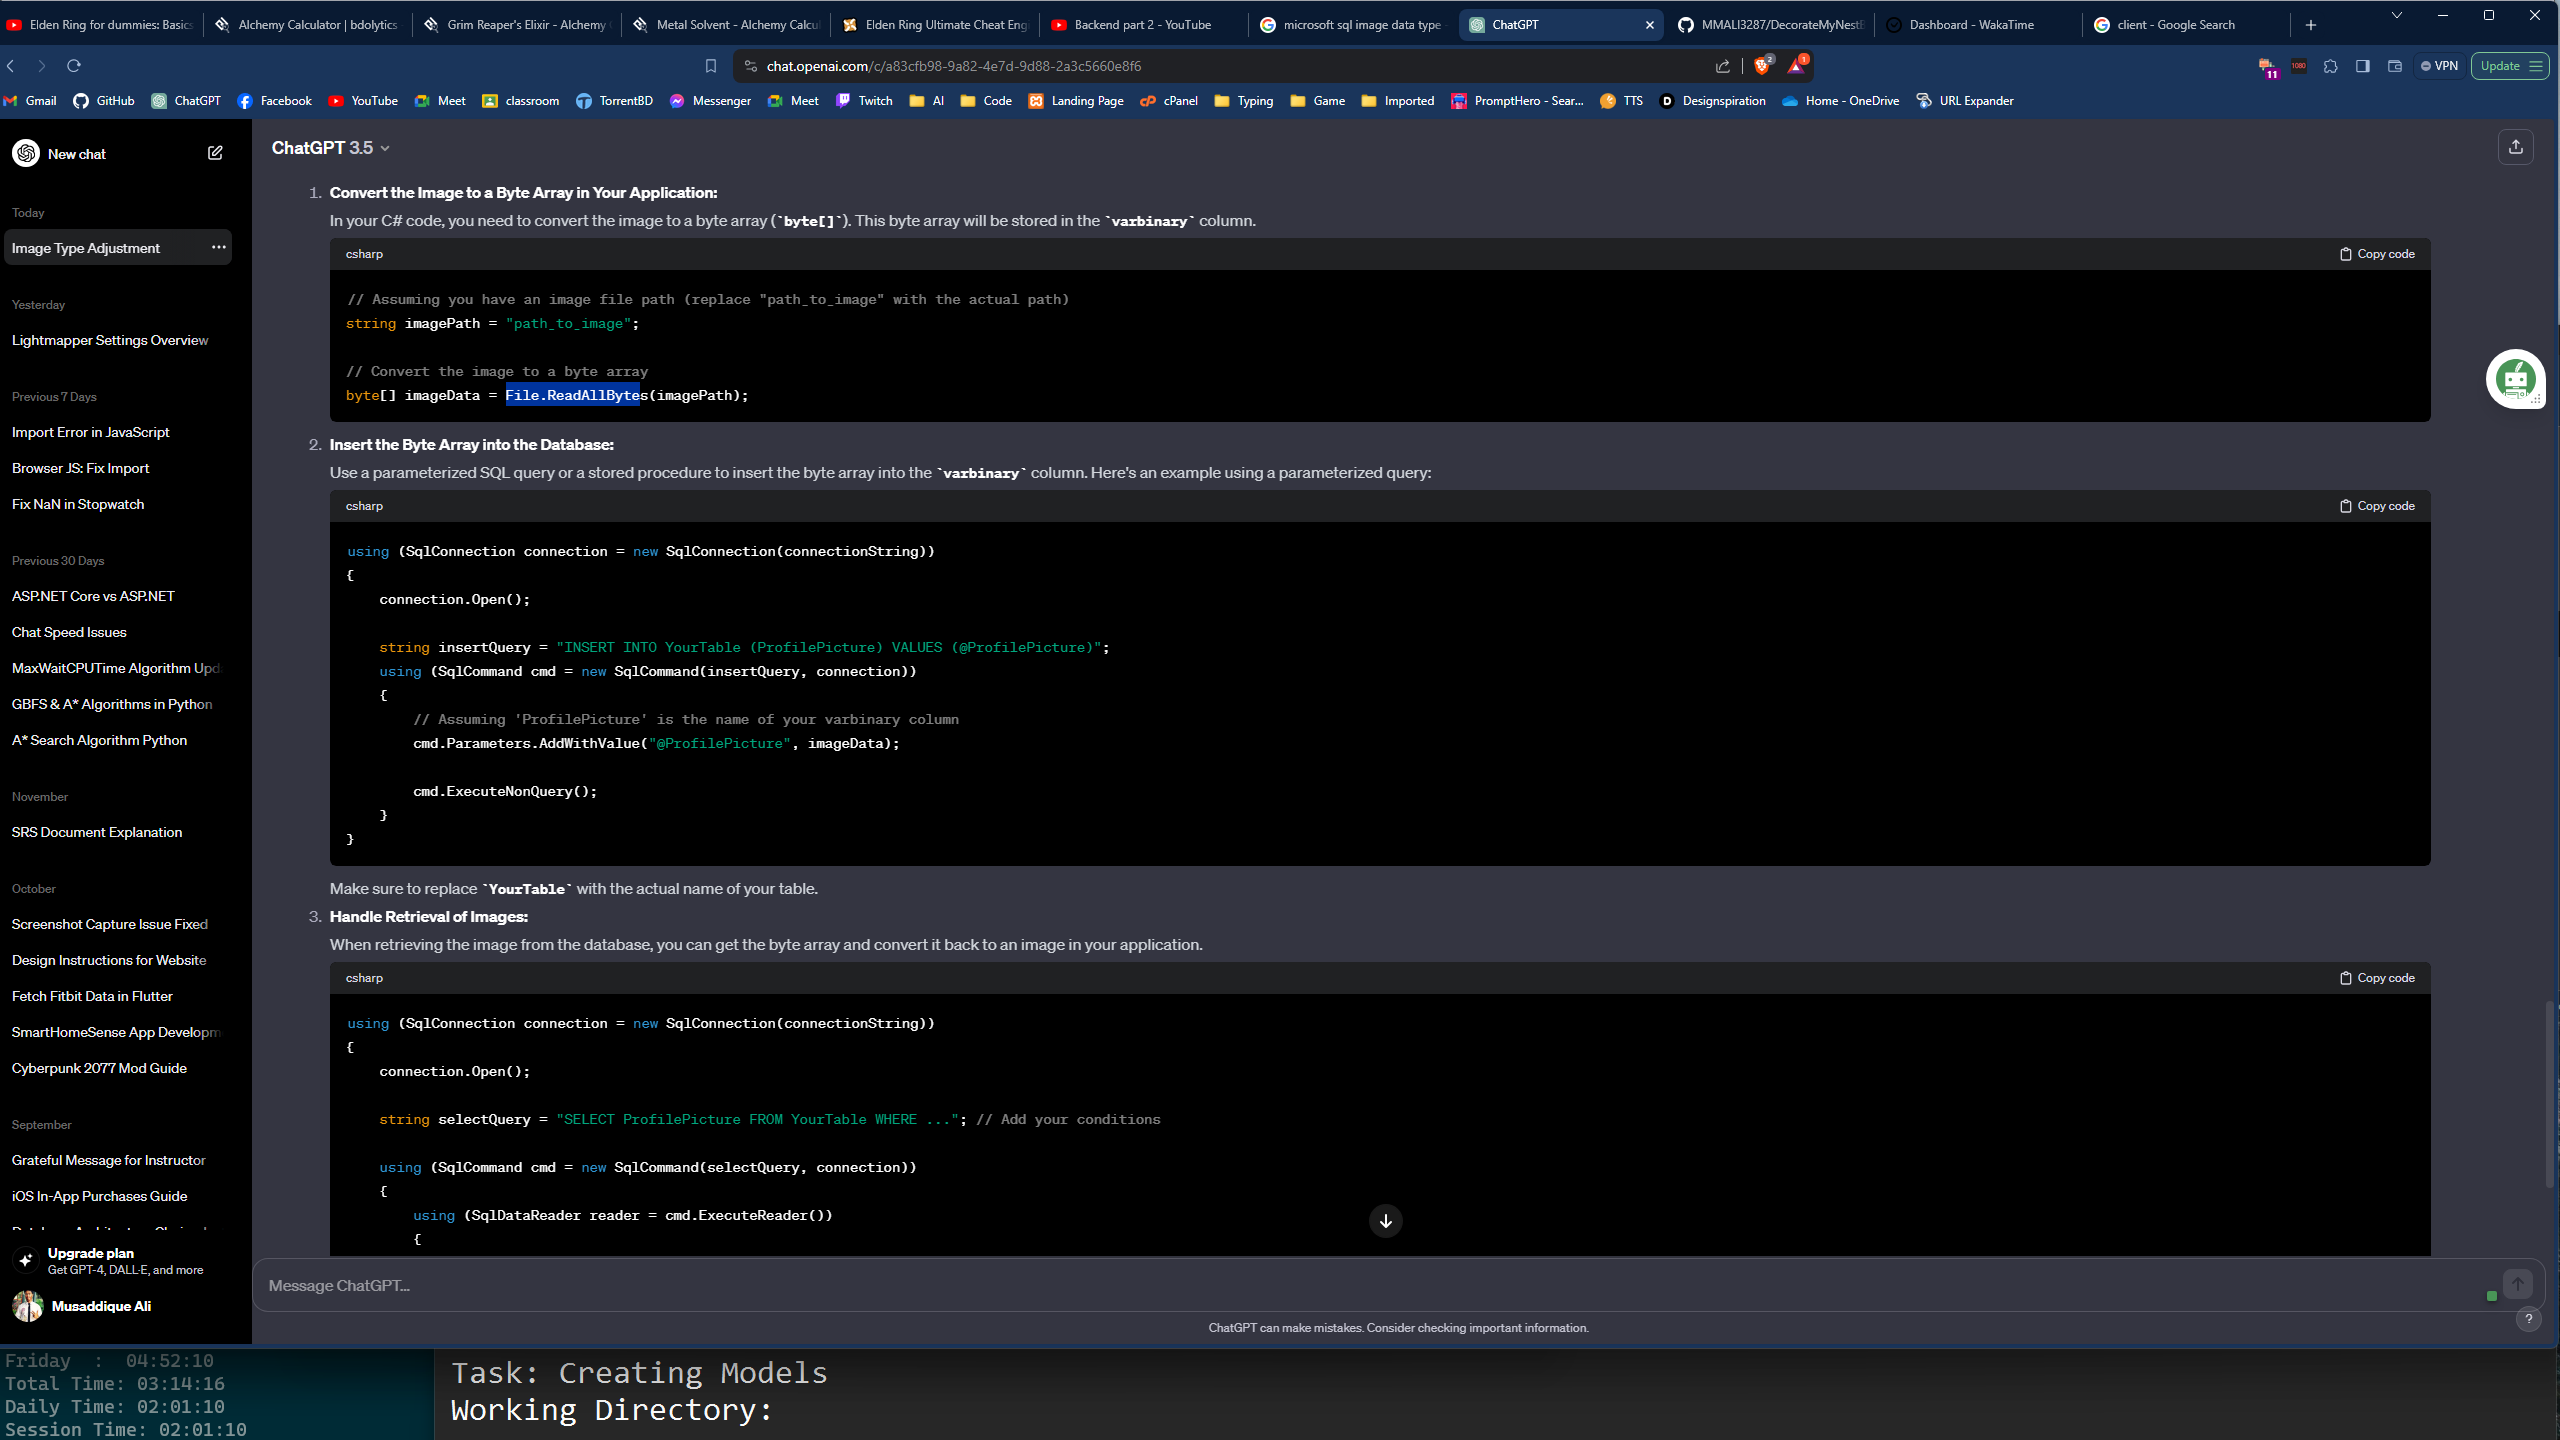 Elden Ring for dummies: Basics
Alchemy Calculator | bdolytics
Grim Reaper's Elixir - Alchemy
Metal Solvent - Alchemy Calcu
Elden Ring Ultimate Cheat Eng
Backend part 2 - YouTube
microsoft sql image data type
ChatGPT
MMALI3287/DecorateMyNest
Dashboard - WakaTime
client - Google Search
chat.openai.com/c/a83cfb98-9a82-4e7d-9d88-2a3c5660e8f6
2
1
11
1080
VPN
Update
Gmail
GitHub
ChatGPT
Facebook
YouTube
Meet
classroom
TorrentBD
Messenger
Meet
Twitch
AI
Code
Landing Page
cPanel
Typing
Game
Imported
PromptHero - Sear...
TTS
Designspiration
Home - OneDrive
URL Expander
New chat
Today
Image Type Adjustment
Yesterday
Lightmapper Settings Overview
Previous 7 Days
Import Error in JavaScript
Browser JS: Fix Import
Fix NaN in Stopwatch
Previous 30 Days
ASP.NET Core vs ASP.NET
Chat Speed Issues
MaxWaitCPUTime Algorithm Upd
GBFS & A* Algorithms in Python
A* Search Algorithm Python
November
SRS Document Explanation
October
Screenshot Capture Issue Fixed
Design Instructions for Website
Fetch Fitbit Data in Flutter
SmartHomeSense App Developm
Cyberpunk 2077 Mod Guide
September
Grateful Message for Instructor
iOS In-App Purchases Guide
Upgrade plan
Get GPT-4, DALL·E, and more
Musaddique Ali
ChatGPT 3.5
1. Convert the Image to a Byte Array in Your Application:
In your C# code, you need to convert the image to a byte array (`byte[]`). This byte array will be stored in the `varbinary` column.
csharp
Copy code
// Assuming you have an image file path (replace "path_to_image" with the actual path)
string imagePath = "path_to_image";
// Convert the image to a byte array
byte[] imageData = File.ReadAllBytes(imagePath);
2. Insert the Byte Array into the Database:
Use a parameterized SQL query or a stored procedure to insert the byte array into the `varbinary` column. Here's an example using a parameterized query:
csharp
Copy code
using (SqlConnection connection = new SqlConnection(connectionString))
{
connection.Open();
string insertQuery = "INSERT INTO YourTable (ProfilePicture) VALUES (@ProfilePicture)";
using (SqlCommand cmd = new SqlCommand(insertQuery, connection))
{
// Assuming 'ProfilePicture' is the name of your varbinary column
cmd.Parameters.AddWithValue("@ProfilePicture", imageData);
cmd.ExecuteNonQuery();
}
}
Make sure to replace `YourTable` with the actual name of your table.
3. Handle Retrieval of Images:
When retrieving the image from the database, you can get the byte array and convert it back to an image in your application.
csharp
Copy code
using (SqlConnection connection = new SqlConnection(connectionString))
{
connection.Open();
string selectQuery = "SELECT ProfilePicture FROM YourTable WHERE ..."; // Add your conditions
using (SqlCommand cmd = new SqlCommand(selectQuery, connection))
{
using (SqlDataReader reader = cmd.ExecuteReader())
{
Message ChatGPT...
ChatGPT can make mistakes. Consider checking important information.
?
Friday : 04:52:10
Total Time: 03:14:16
Daily Time: 02:01:10
Session Time: 02:01:10
Task: Creating Models
Working Directory: